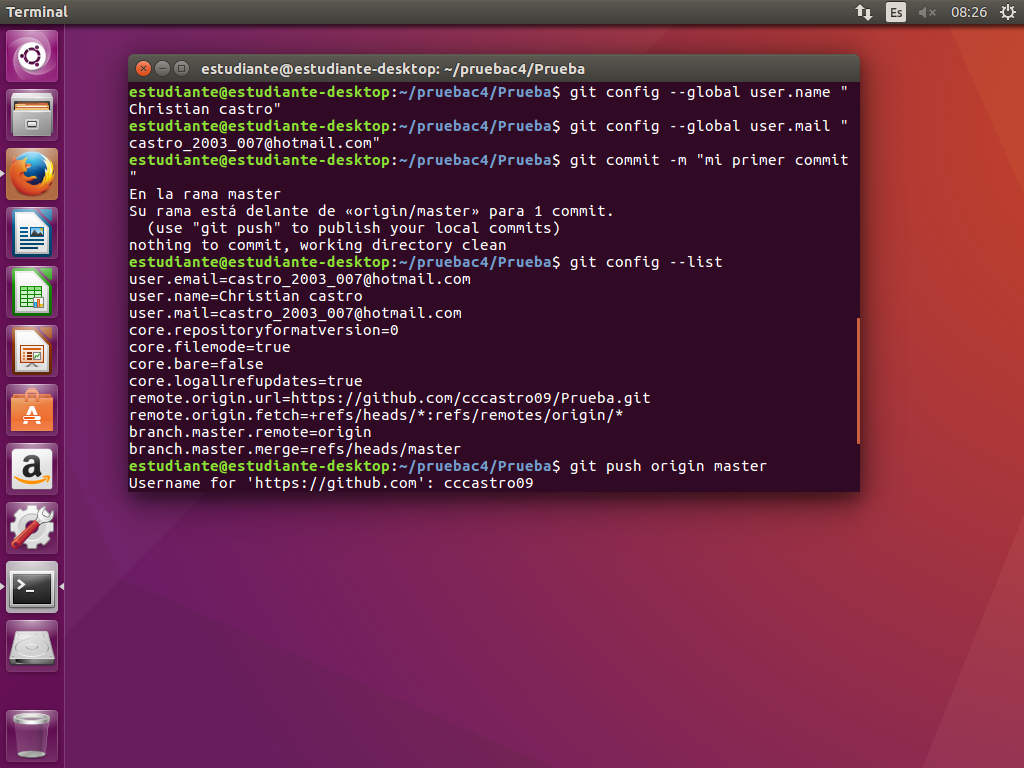 Terminal
Es
08:26
estudiante@estudiante-desktop: ~/pruebac4/Prueba
estudiante@estudiante-desktop:~/pruebac4/Prueba$ git config --global user.name "
Christian castro"
estudiante@estudiante-desktop:~/pruebac4/Prueba$ git config --global user.mail "
castro_2003_007@hotmail.com"
estudiante@estudiante-desktop:~/pruebac4/Prueba$ git commit -m "mi primer commit
"
En la rama master
Su rama está delante de «origin/master» para 1 commit.
  (use "git push" to publish your local commits)
nothing to commit, working directory clean
estudiante@estudiante-desktop:~/pruebac4/Prueba$ git config --list
user.email=castro_2003_007@hotmail.com
user.name=Christian castro
user.mail=castro_2003_007@hotmail.com
core.repositoryformatversion=0
core.filemode=true
core.bare=false
core.logallrefupdates=true
remote.origin.url=https://github.com/cccastro09/Prueba.git
remote.origin.fetch=+refs/heads/*:refs/remotes/origin/*
branch.master.remote=origin
branch.master.merge=refs/heads/master
estudiante@estudiante-desktop:~/pruebac4/Prueba$ git push origin master
Username for 'https://github.com': cccastro09